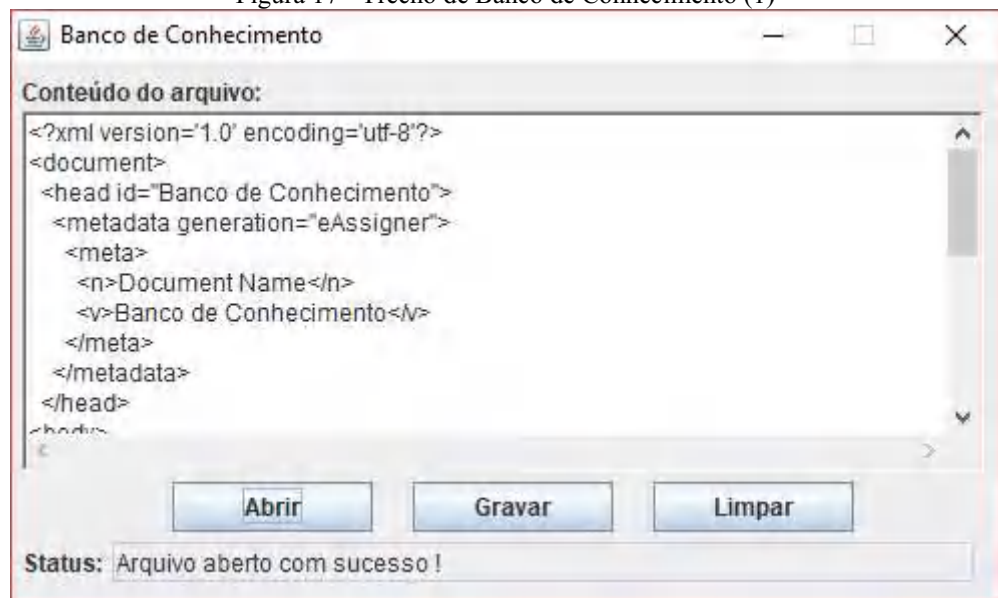 Banco de Conhecimento
Conteúdo do arquivo:
<?xml version='1.0' encoding='utf-8'?>
<document>
<head id="Banco de Conhecimento">
<metadata generation="eAssigner">
<meta>
<n>Document Name</n>
<v>Banco de Conhecimento</v>
</meta>
</metadata>
</head>
<body>
Abrir Gravar Limpar
Status: Arquivo aberto com sucesso !